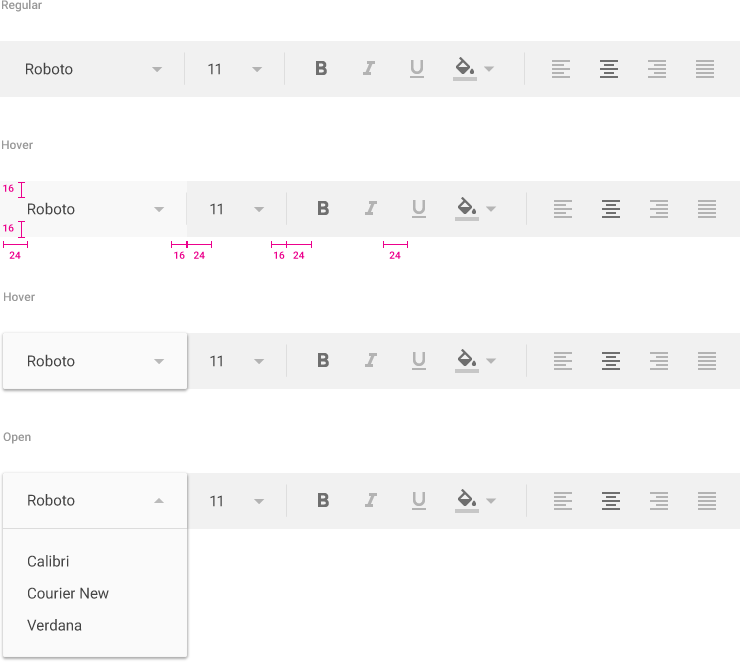 Regular
Roboto 11 B I U
Hover
16
Roboto 11 B I U
16
24 16 24 16 24 24
Hover
Roboto 11 B I U
Open
Roboto 11 B I U
Calibri
Courier New
Verdana